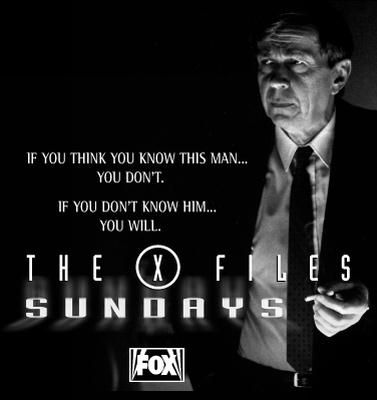 IF YOU THINK YOU KNOW THIS MAN...
YOU DON'T.
IF YOU DON'T KNOW HIM...
YOU WILL.
THE X FILES
SUNDAYS
FOX